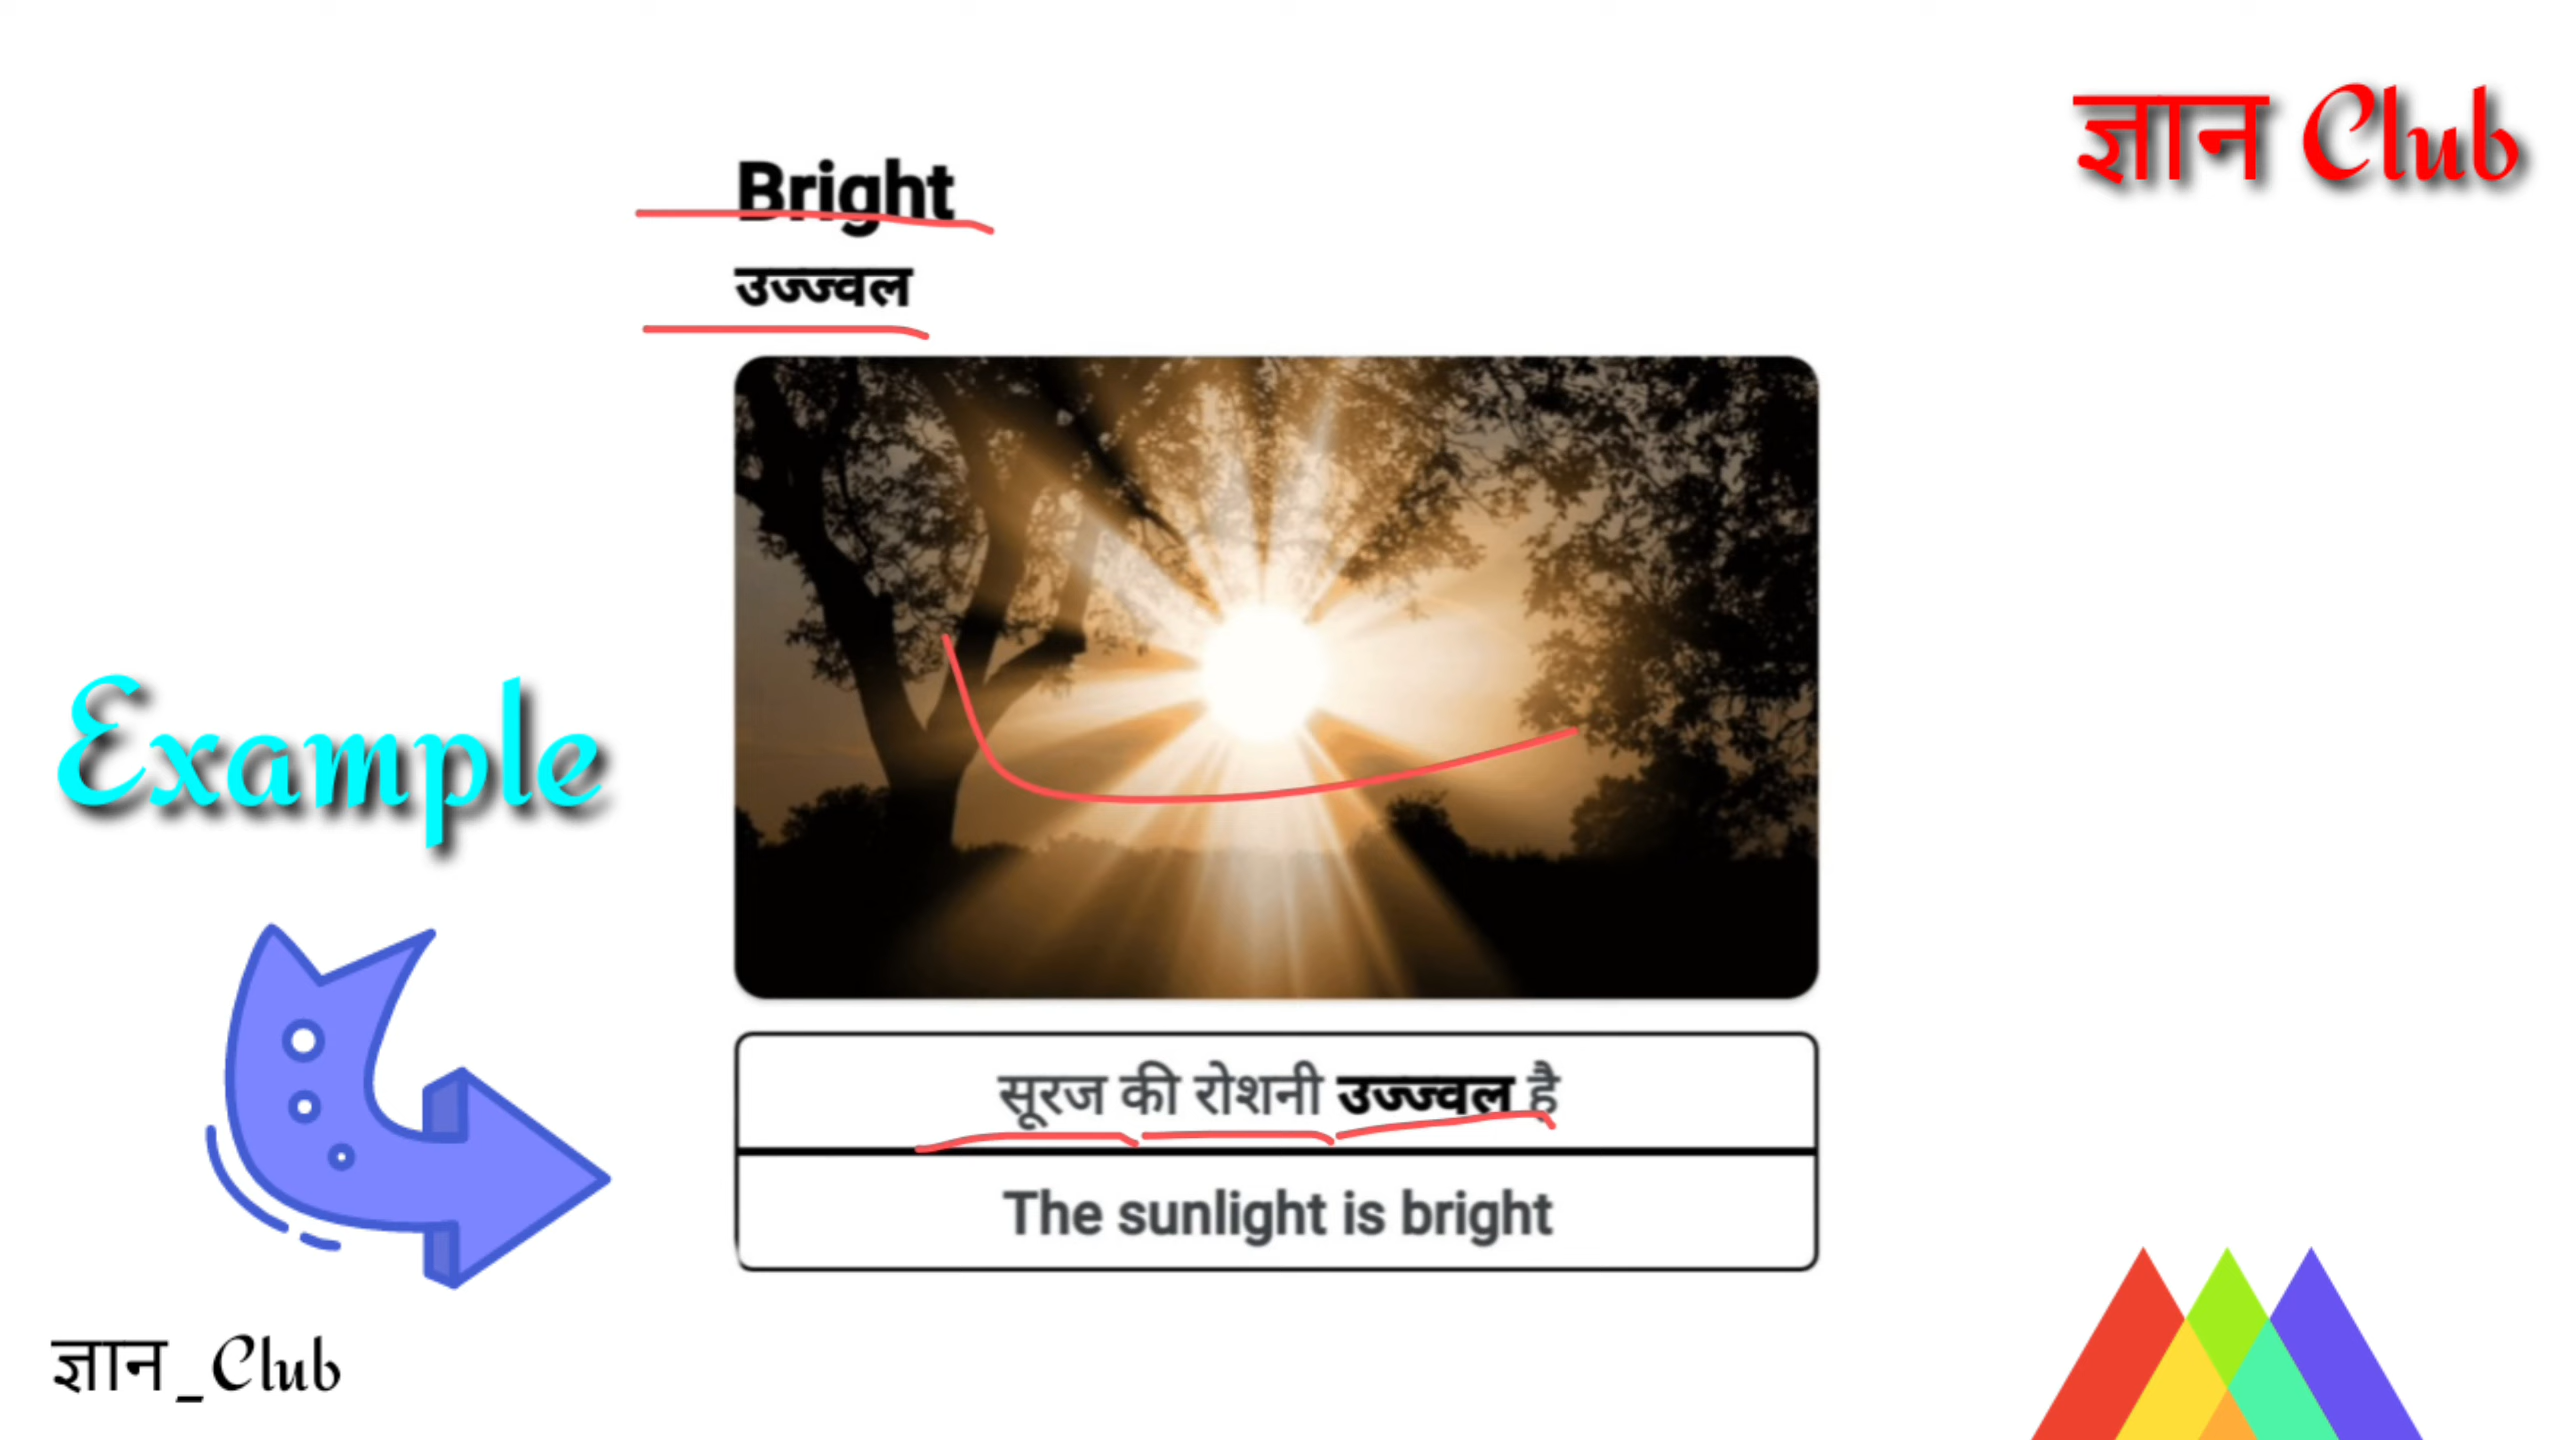 ज्ञान Club
Bright
उज्ज्वल
Example
सूरज की रोशनी उज्ज्वल है
The sunlight is bright
ज्ञान_Club